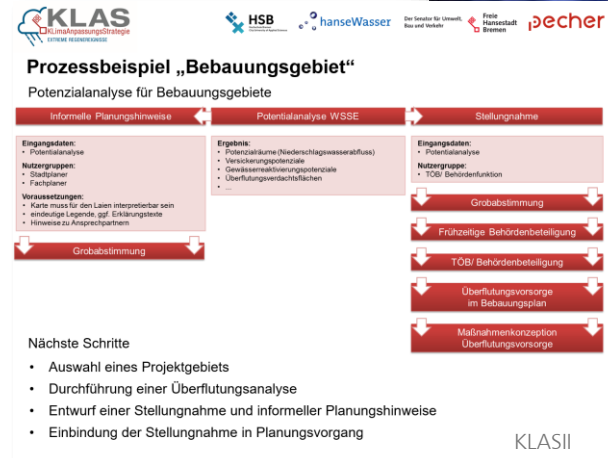 KLAS
KLimaAnpassungsStrategie
EXTREME REGENEREIGNISSE
HSB
hanseWasser
Der Senator für Umwelt,
Bau und Verkehr
Freie
Hansestadt
Bremen
pecher
Prozessbeispiel „Bebauungsgebiet“
Potenzialanalyse für Bebauungsgebiete
Informelle Planungshinweise
Potentialanalyse WSSE
Stellungnahme
Eingangsdaten:
• Potentialanalyse
Nutzergruppen:
• Stadtplaner
• Fachplaner
Voraussetzungen:
• Karte muss für den Laien interpretierbar sein
• eindeutige Legende, ggf. Erklärungstexte
• Hinweise zu Ansprechpartnern
Grobabstimmung
Ergebnis:
• Potenzialräume (Niederschlagswasserabfluss)
• Versickerungspotenziale
• Gewässerreaktivierungspotenziale
• Überflutungsverdachtsflächen
• ...
Eingangsdaten:
• Potentialanalyse
Nutzergruppe:
• TÖB/ Behördenfunktion
Grobabstimmung
Frühzeitige Behördenbeteiligung
TÖB/ Behördenbeteiligung
Überflutungsvorsorge
im Bebauungsplan
Maßnahmenkonzeption
Überflutungsvorsorge
Nächste Schritte
• Auswahl eines Projektgebiets
• Durchführung einer Überflutungsanalyse
• Entwurf einer Stellungnahme und informeller Planungshinweise
• Einbindung der Stellungnahme in Planungsvorgang
KLASII